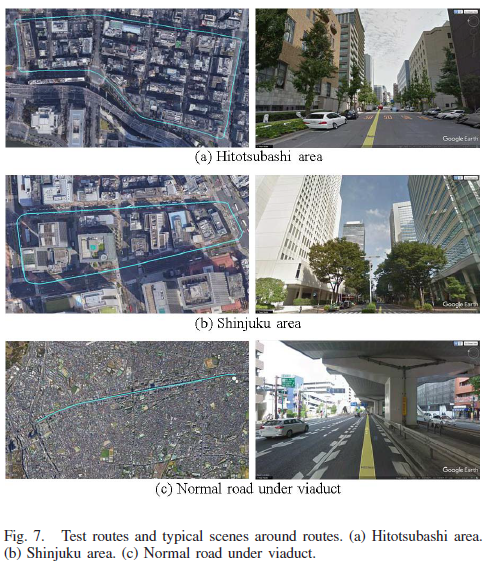 Google Earth
(a) Hitotsubashi area
Google Earth
(b) Shinjuku area
Google Earth
(c) Normal road under viaduct
Fig. 7. Test routes and typical scenes around routes. (a) Hitotsubashi area.
(b) Shinjuku area. (c) Normal road under viaduct.